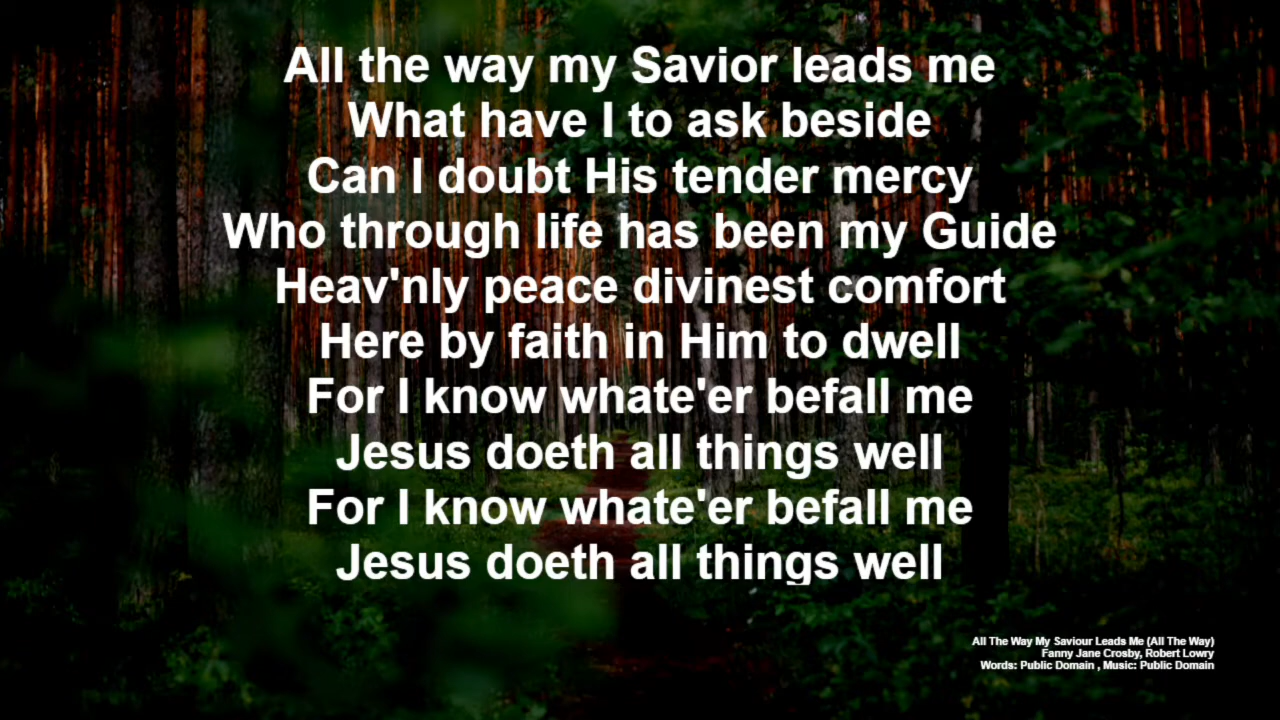 All the way my Savior leads me
What have I to ask beside
Can I doubt His tender mercy
Who through life has been my Guide
Heav'nly peace divinest comfort
Here by faith in Him to dwell
For I know whate'er befall me
Jesus doeth all things well
For I know whate'er befall me
Jesus doeth all things well
All The Way My Saviour Leads Me (All The Way)
Fanny Jane Crosby, Robert Lowry
Words: Public Domain , Music: Public Domain